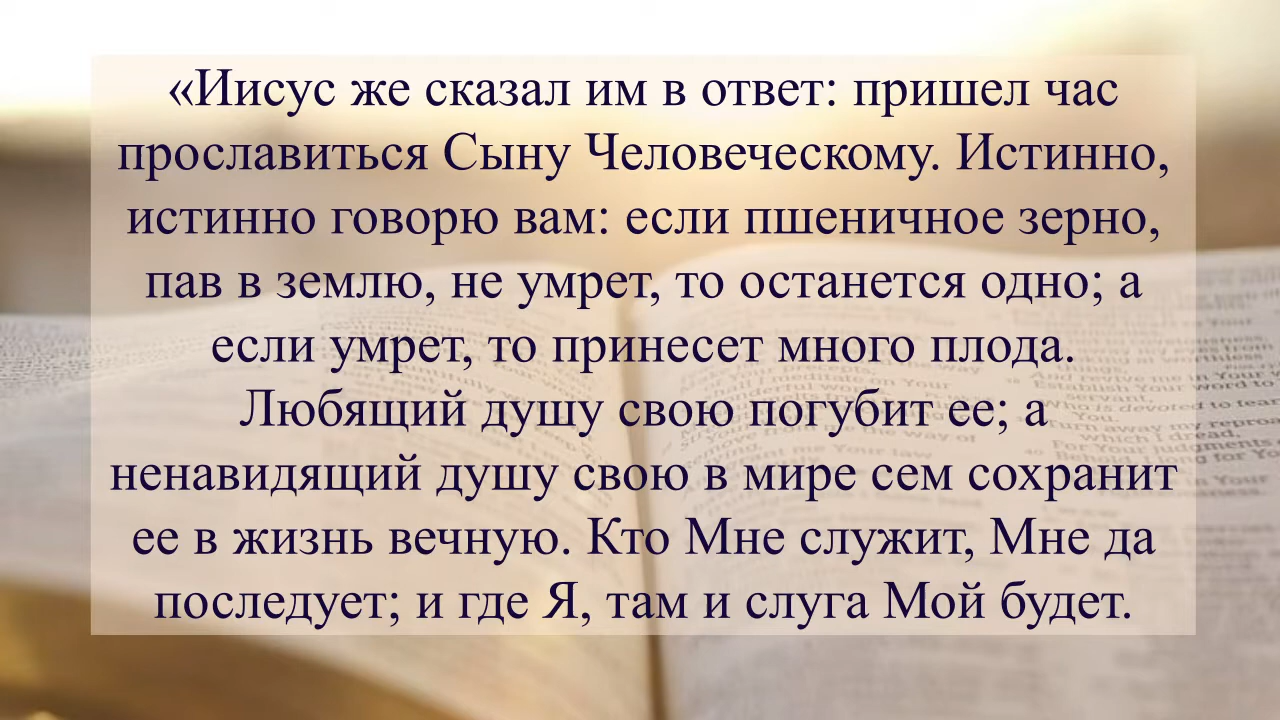 «Иисус же сказал им в ответ: пришел час
прославиться Сыну Человеческому. Истинно,
истинно говорю вам: если пшеничное зерно,
пав в землю, не умрет, то останется одно; а
если умрет, то принесет много плода.
Любящий душу свою погубит ее; а
ненавидящий душу свою в мире сем сохранит
ее в жизнь вечную. Кто Мне служит, Мне да
последует; и где Я, там и слуга Мой будет.